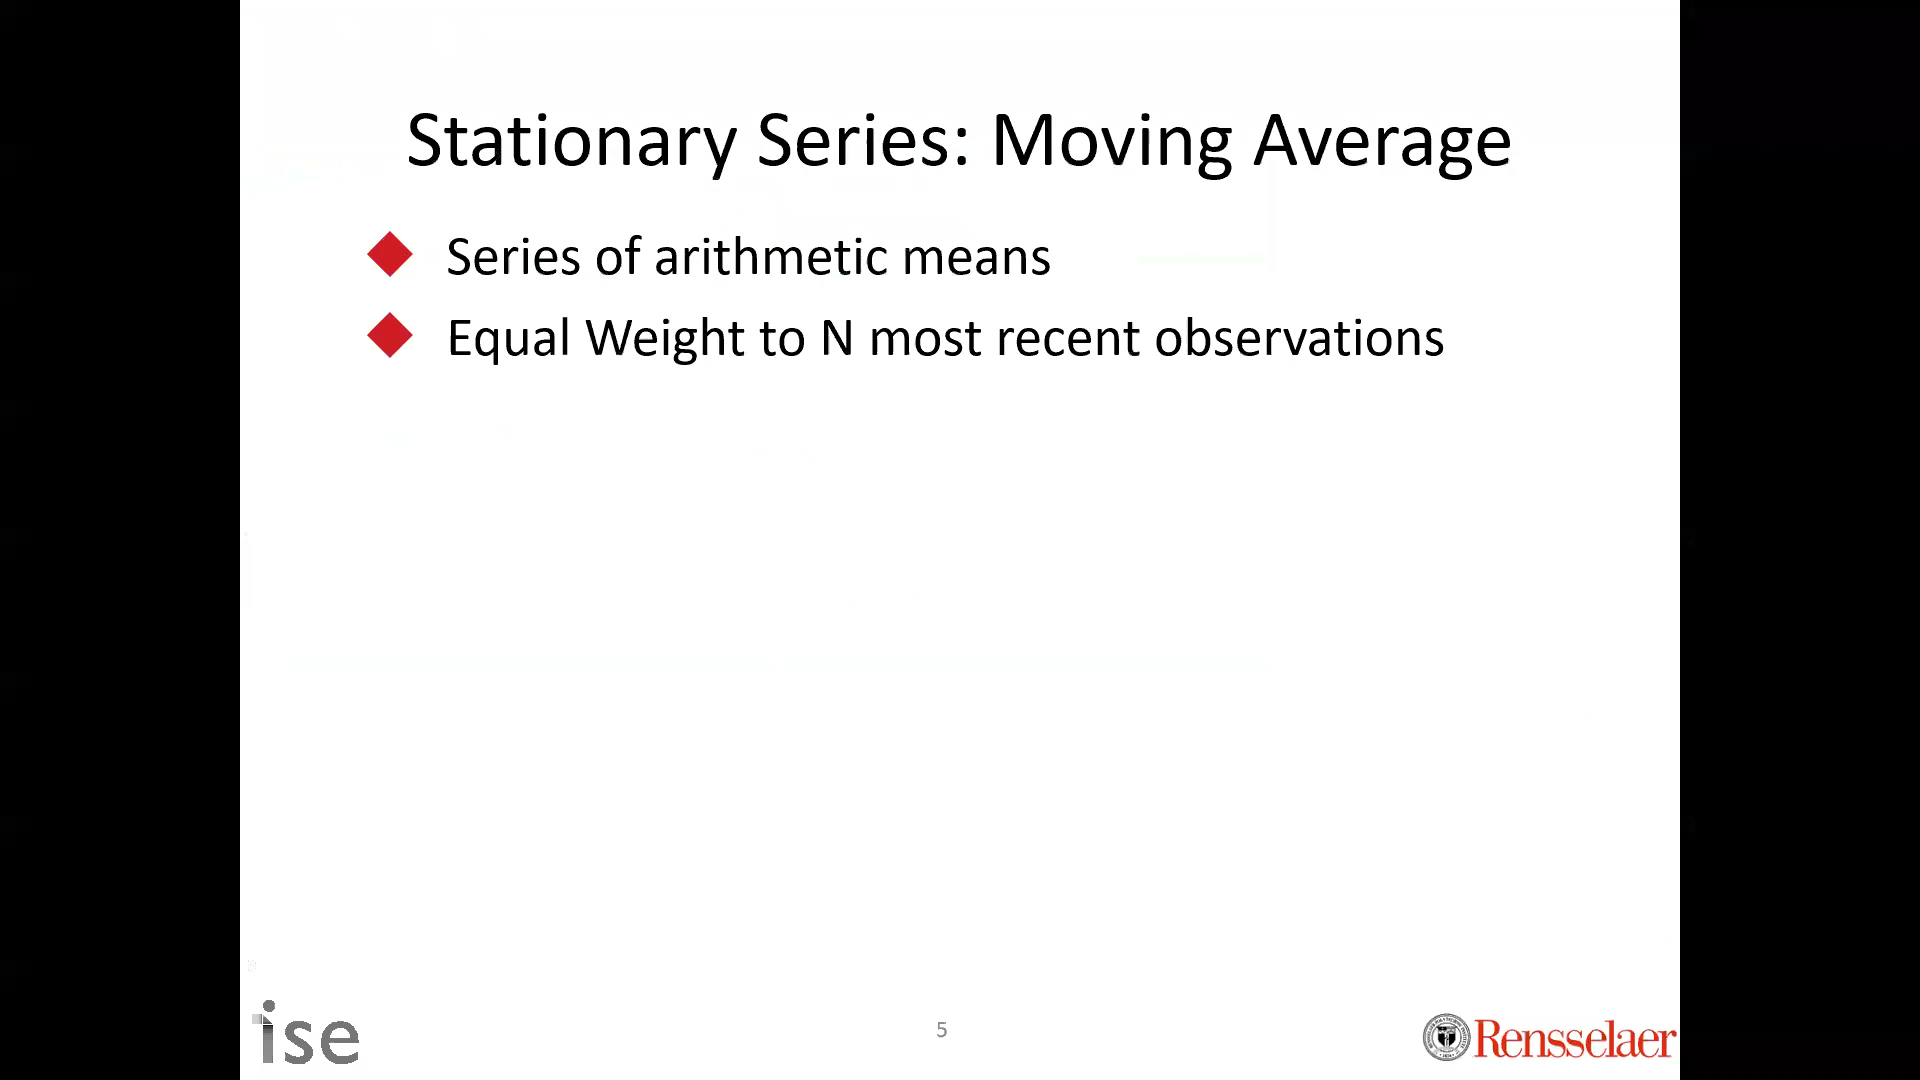 Stationary Series: Moving Average
Series of arithmetic means
Equal Weight to N most recent observations
ise
5
Rensselaer